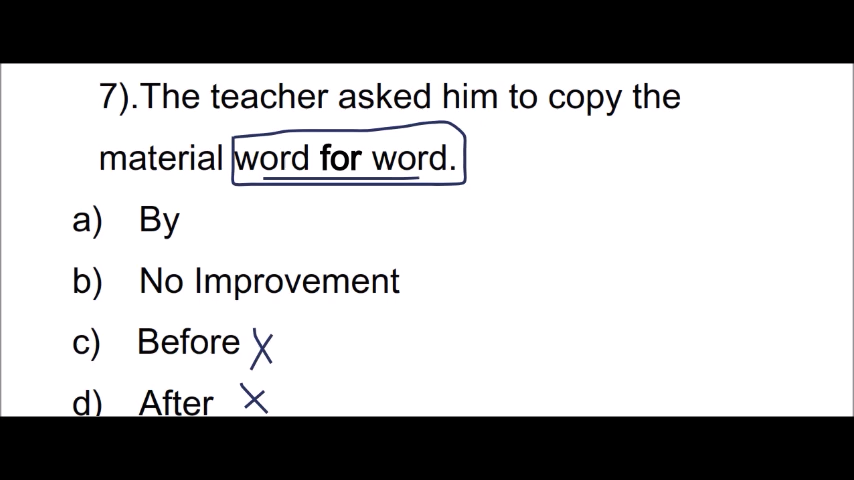 7).The teacher asked him to copy the
material word for word.
a) By
b) No Improvement
c) Before X
d) After X